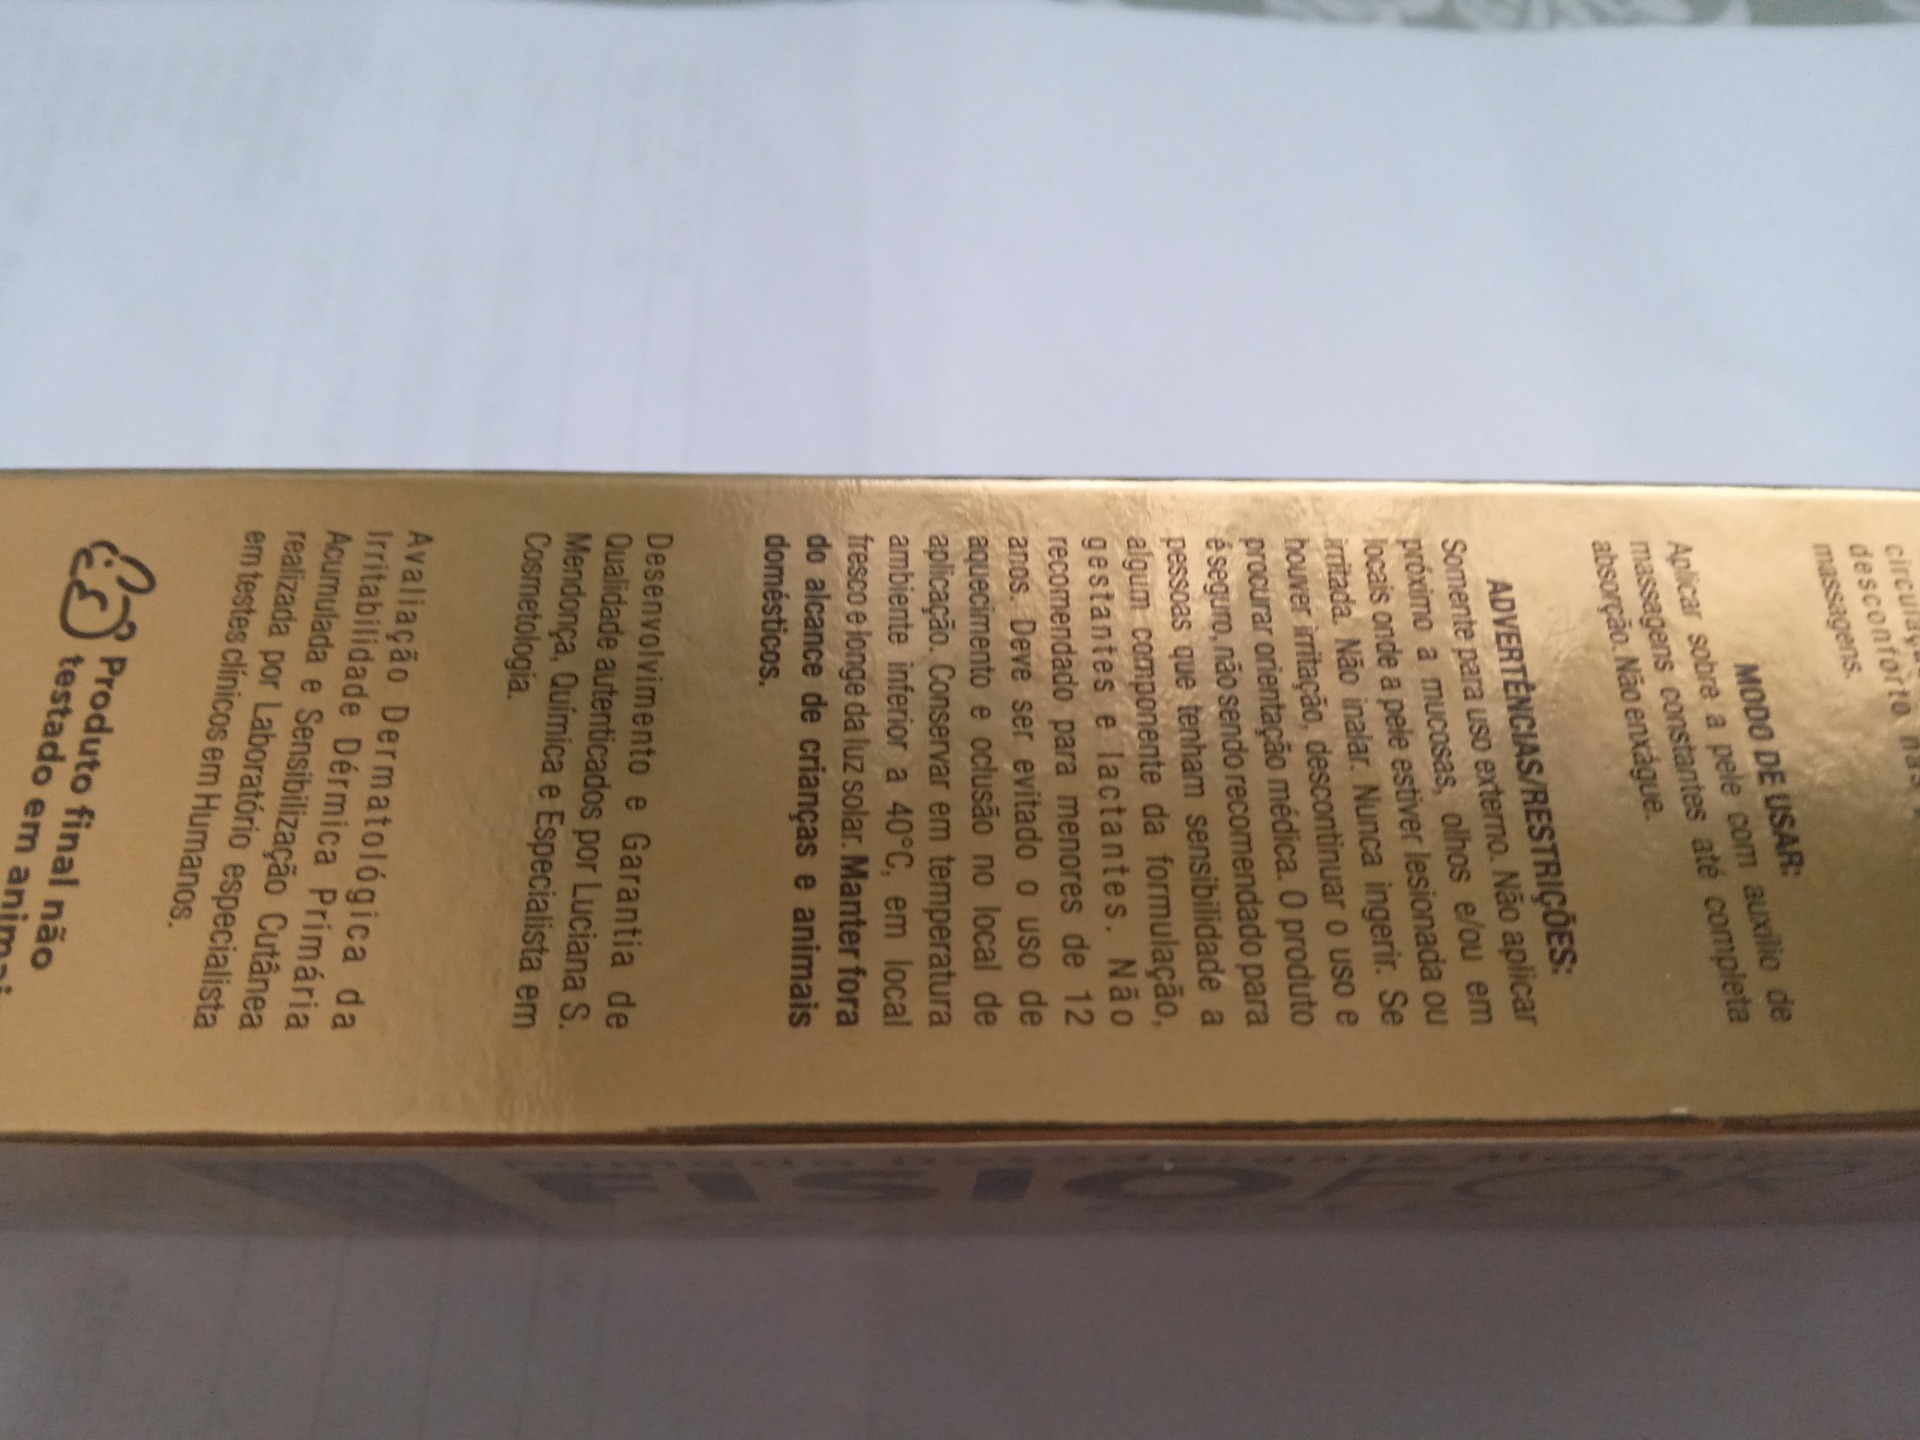 desconforto nas
massagens.
MODO DE USAR:
Aplicar sobre a pele com auxílio de
massagens constantes até completa
absorção. Não enxágue.
ADVERTÊNCIAS/RESTRIÇÕES:
Somente para uso externo. Não aplicar
próximo a mucosas, olhos e/ou em
locais onde a pele estiver lesionada ou
irritada. Não inalar. Nunca ingerir. Se
houver irritação, descontinuar o uso e
procurar orientação médica. O produto
é seguro, não sendo recomendado para
pessoas que tenham sensibilidade a
algum componente da formulação,
gestantes e lactantes. Não
recomendado para menores de 12
anos. Deve ser evitado o uso de
aquecimento e oclusão no local de
aplicação. Conservar em temperatura
ambiente inferior a 40°C, em local
fresco e longe da luz solar. Manter fora
do alcance de crianças e animais
domésticos.
Desenvolvimento e Garantia de
Qualidade autenticados por Luciana S.
Mendonça, Química e Especialista em
Cosmetologia.
Avaliação Dermatológica da
Irritabilidade Dérmica Primária
Acumulada e Sensibilização Cutânea
realizada por Laboratório especialista
em testes clínicos em Humanos.
Produto final não
testado em
FISIOFOR